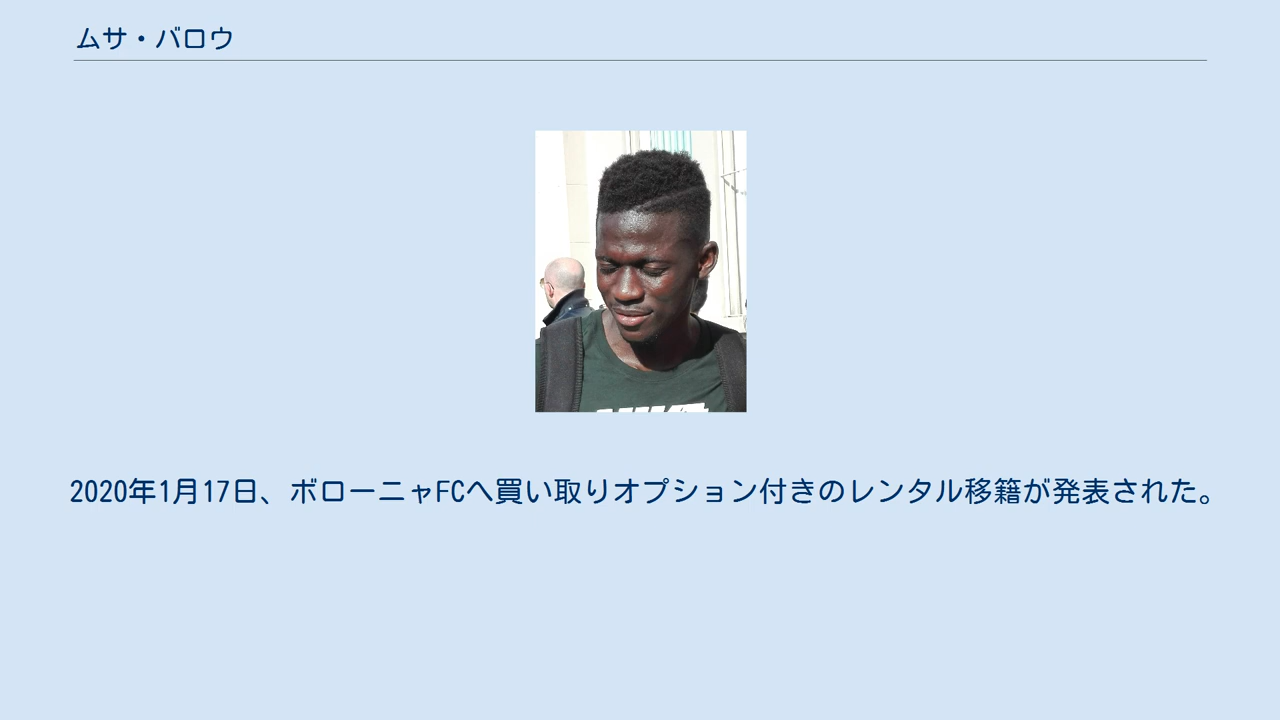 ムサ・バロウ
2020年1月17日、ボローニャFCへ買い取りオプション付きのレンタル移籍が発表された。